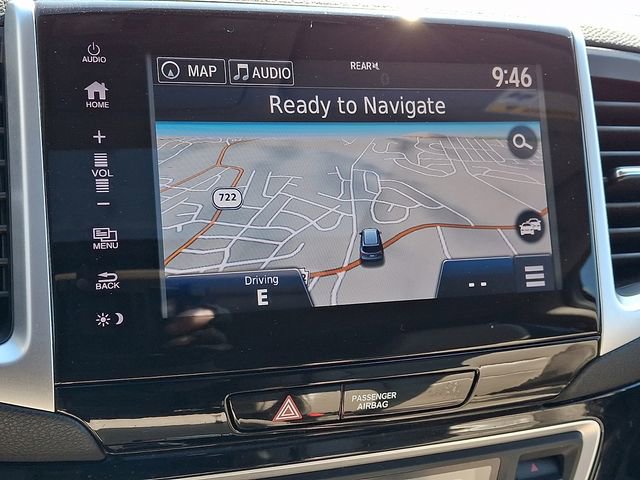 AUDIO
HOME
VOL
MENU
BACK
MAP
AUDIO
REAR
9:46
Ready to Navigate
722
Driving
E
--
PASSENGER
AIRBAG